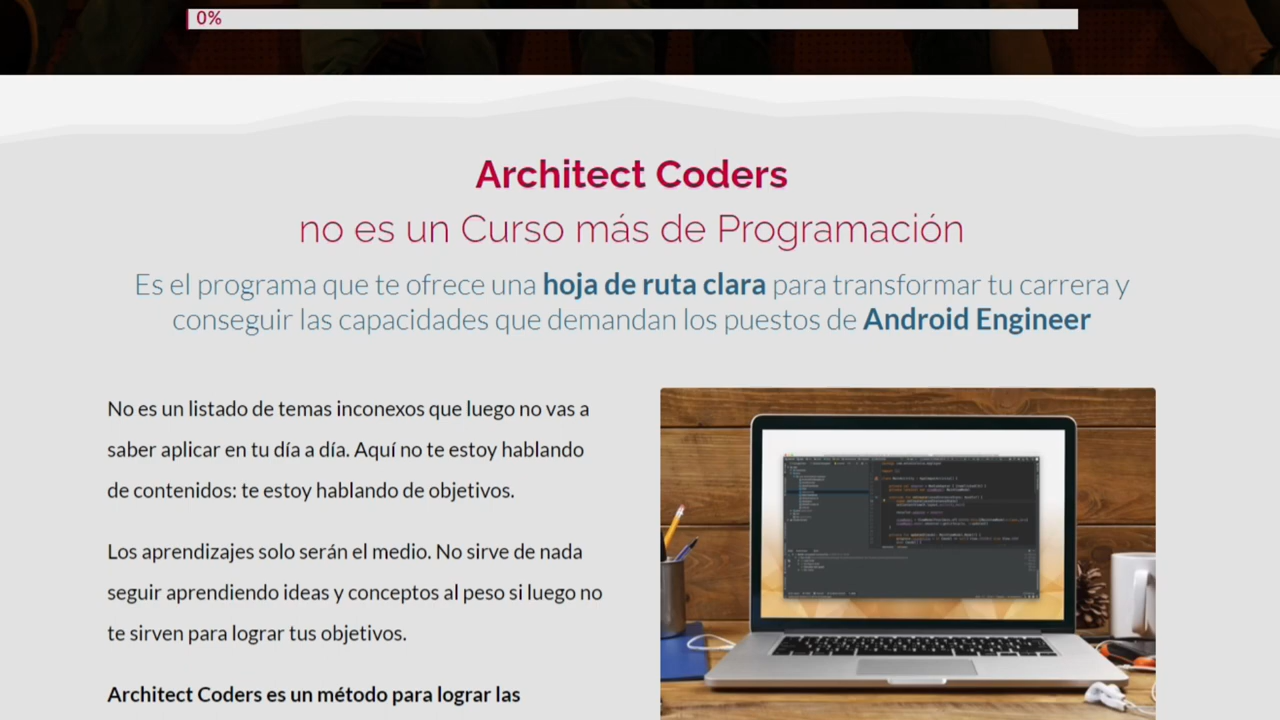 0%
Architect Coders
no es un Curso más de Programación
Es el programa que te ofrece una hoja de ruta clara para transformar tu carrera y
conseguir las capacidades que demandan los puestos de Android Engineer
No es un listado de temas inconexos que luego no vas a
saber aplicar en tu día a día. Aquí no te estoy hablando
de contenidos: te estoy hablando de objetivos.
Los aprendizajes solo serán el medio. No sirve de nada
seguir aprendiendo ideas y conceptos al peso si luego no
te sirven para lograr tus objetivos.
Architect Coders es un método para lograr las